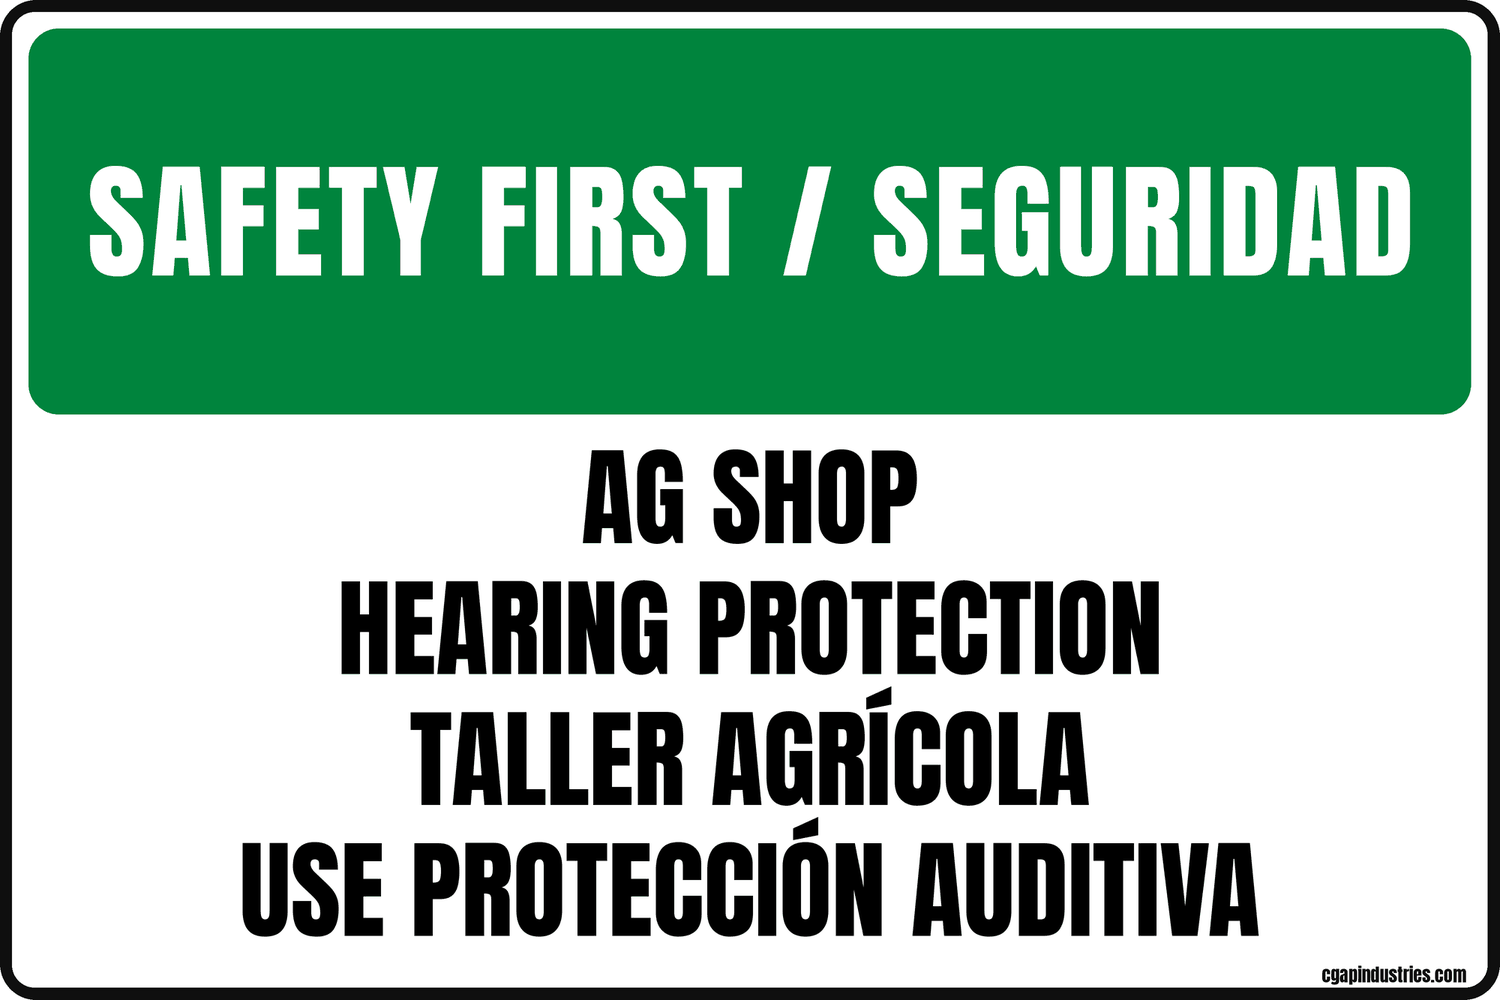 SAFETY FIRST / SEGURIDAD
AG SHOP
HEARING PROTECTION
TALLER AGRÍCOLA
USE PROTECCIÓN AUDITIVA
cgapindustries.com